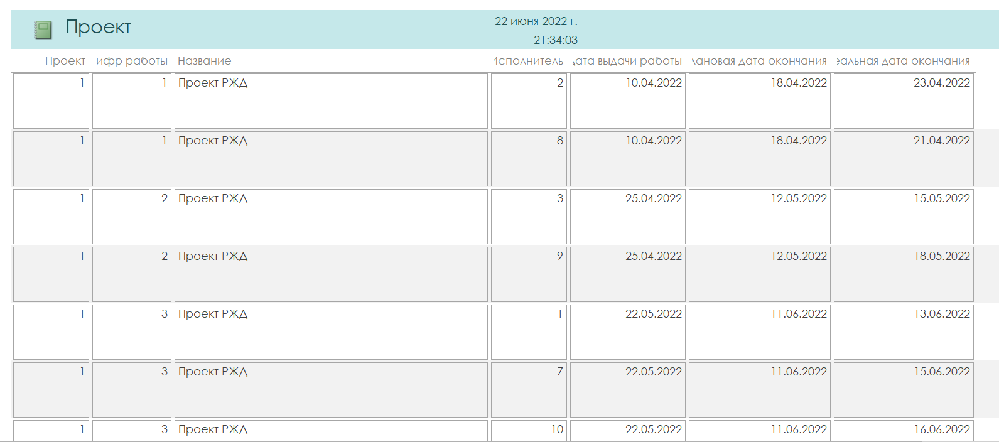 Проект
22 июня 2022 г.
21:34:03
Проект ифр работы Название Исполнитель ата выдачи работы лановая дата окончания еальная дата окончания
1 1 Проект РЖД 2 10.04.2022 18.04.2022 23.04.2022
1 1 Проект РЖД 8 10.04.2022 18.04.2022 21.04.2022
1 2 Проект РЖД 3 25.04.2022 12.05.2022 15.05.2022
1 2 Проект РЖД 9 25.04.2022 12.05.2022 18.05.2022
1 3 Проект РЖД 1 22.05.2022 11.06.2022 13.06.2022
1 3 Проект РЖД 7 22.05.2022 11.06.2022 15.06.2022
1 3 Проект РЖД 10 22.05.2022 11.06.2022 16.06.2022